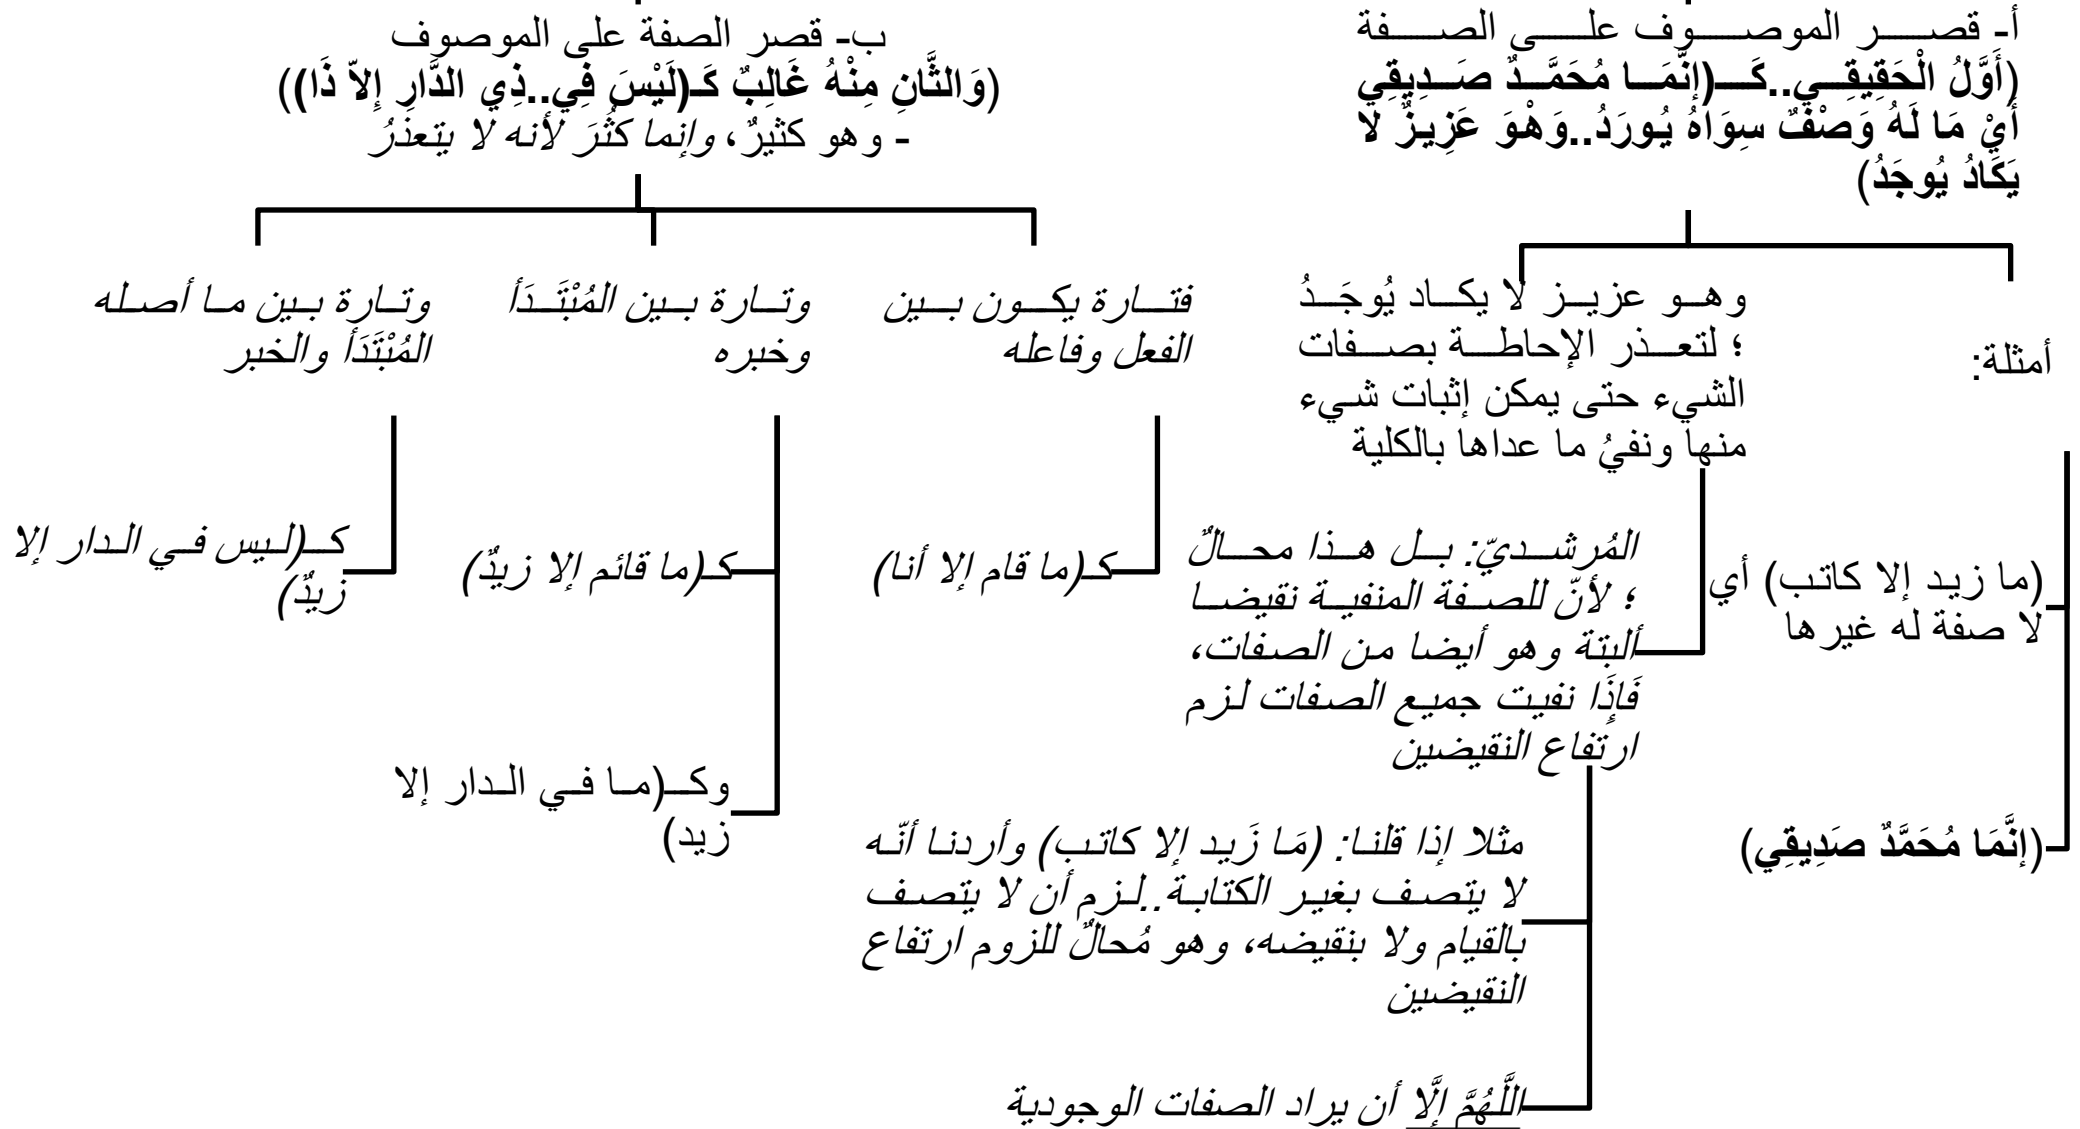 أ- قصر الموصوف على الصفة
(أَوَّلُ الْحَقِيقِي..كَـ(إنَّمَا مُحَمَّدٌ صَدِيقِي
أيْ مَا لَهُ وَصْفٌ سِوَاهُ يُورَدُ..وَهْوَ عَزِيزٌ لا
يَكَادُ يُوجَدُ)
أمثلة:
(ما زيد إلا كاتب) أي
لا صفة له غيرها
(إنَّمَا مُحَمَّدٌ صَدِيقِي)
وهو عزيز لا يكاد يُوجَدُ
؛ لتعذر الإحاطة بصفات
الشيء حتى يمكن إثبات شيء
منها ونفيُ ما عداها بالكلية
المُرشديّ: بل هذا محالٌ
؛ لأنّ للصفة المنفية نقيضا
ألبتة وهو أيضا من الصفات،
فَإذَا نفيت جميع الصفات لزم
ارتفاع النقيضين
مثلا إذا قلنا: (مَا زَيد إلا كاتب) وأردنا أنّه
لا يتصف بغير الكتابة..لزم أن لا يتصف
بالقيام ولا بنقيضه، وهو مُحالٌ للزوم ارتفاع
النقيضين
اللَّهُمَّ إلَّا أن يراد الصفات الوجودية
ب- قصر الصفة على الموصوف
(وَالثَّانِ مِنْهُ غَالِبٌ كَـ(لَيْسَ فِي..ذِي الدَّارِ إِلاّ ذَا))
- وهو كثيرٌ، وإنما كثُرَ لأنه لا يتعذرُ
فتارة يكون بين
الفعل وفاعله
كـ(ما قام إلا أنا)
وتارة بين المُبْتَدَأ
وخبره
كـ(ما قائم إلا زيدٌ)
وكـ(ما في الدار إلا
زيد)
وتارة بين ما أصله
المُبْتَدَأ والخبر
كـ(ليس في الدار إلا
زيدٌ)